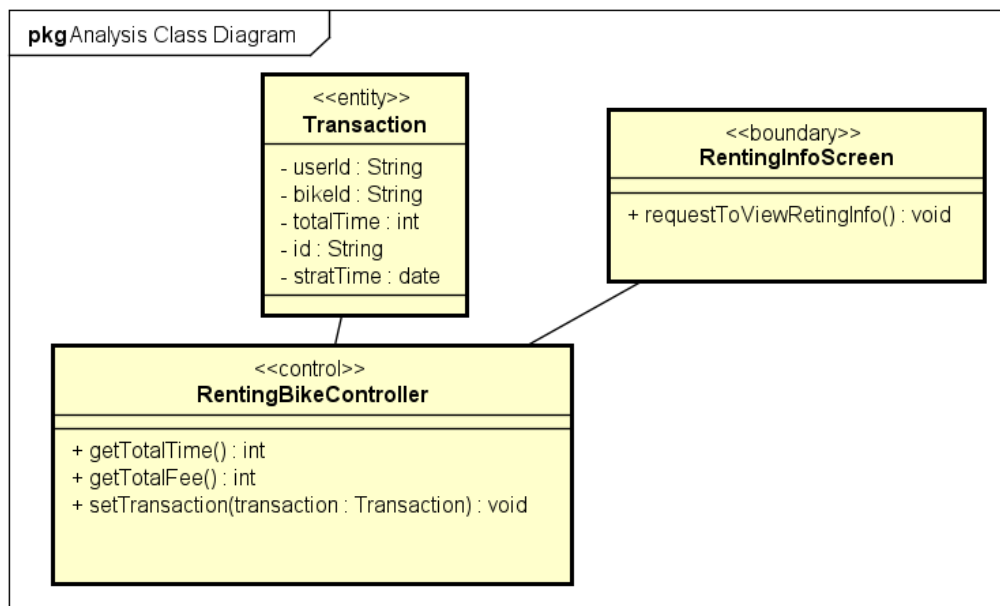 pkg Analysis Class Diagram
<<entity>>
Transaction
- userId : String
- bikeId : String
- totalTime : int
- id : String
- stratTime : date
<<boundary>>
RentingInfoScreen
+ requestToViewRetingInfo() : void
<<control>>
RentingBikeController
+ getTotalTime() : int
+ getTotalFee() : int
+ setTransaction(transaction : Transaction) : void